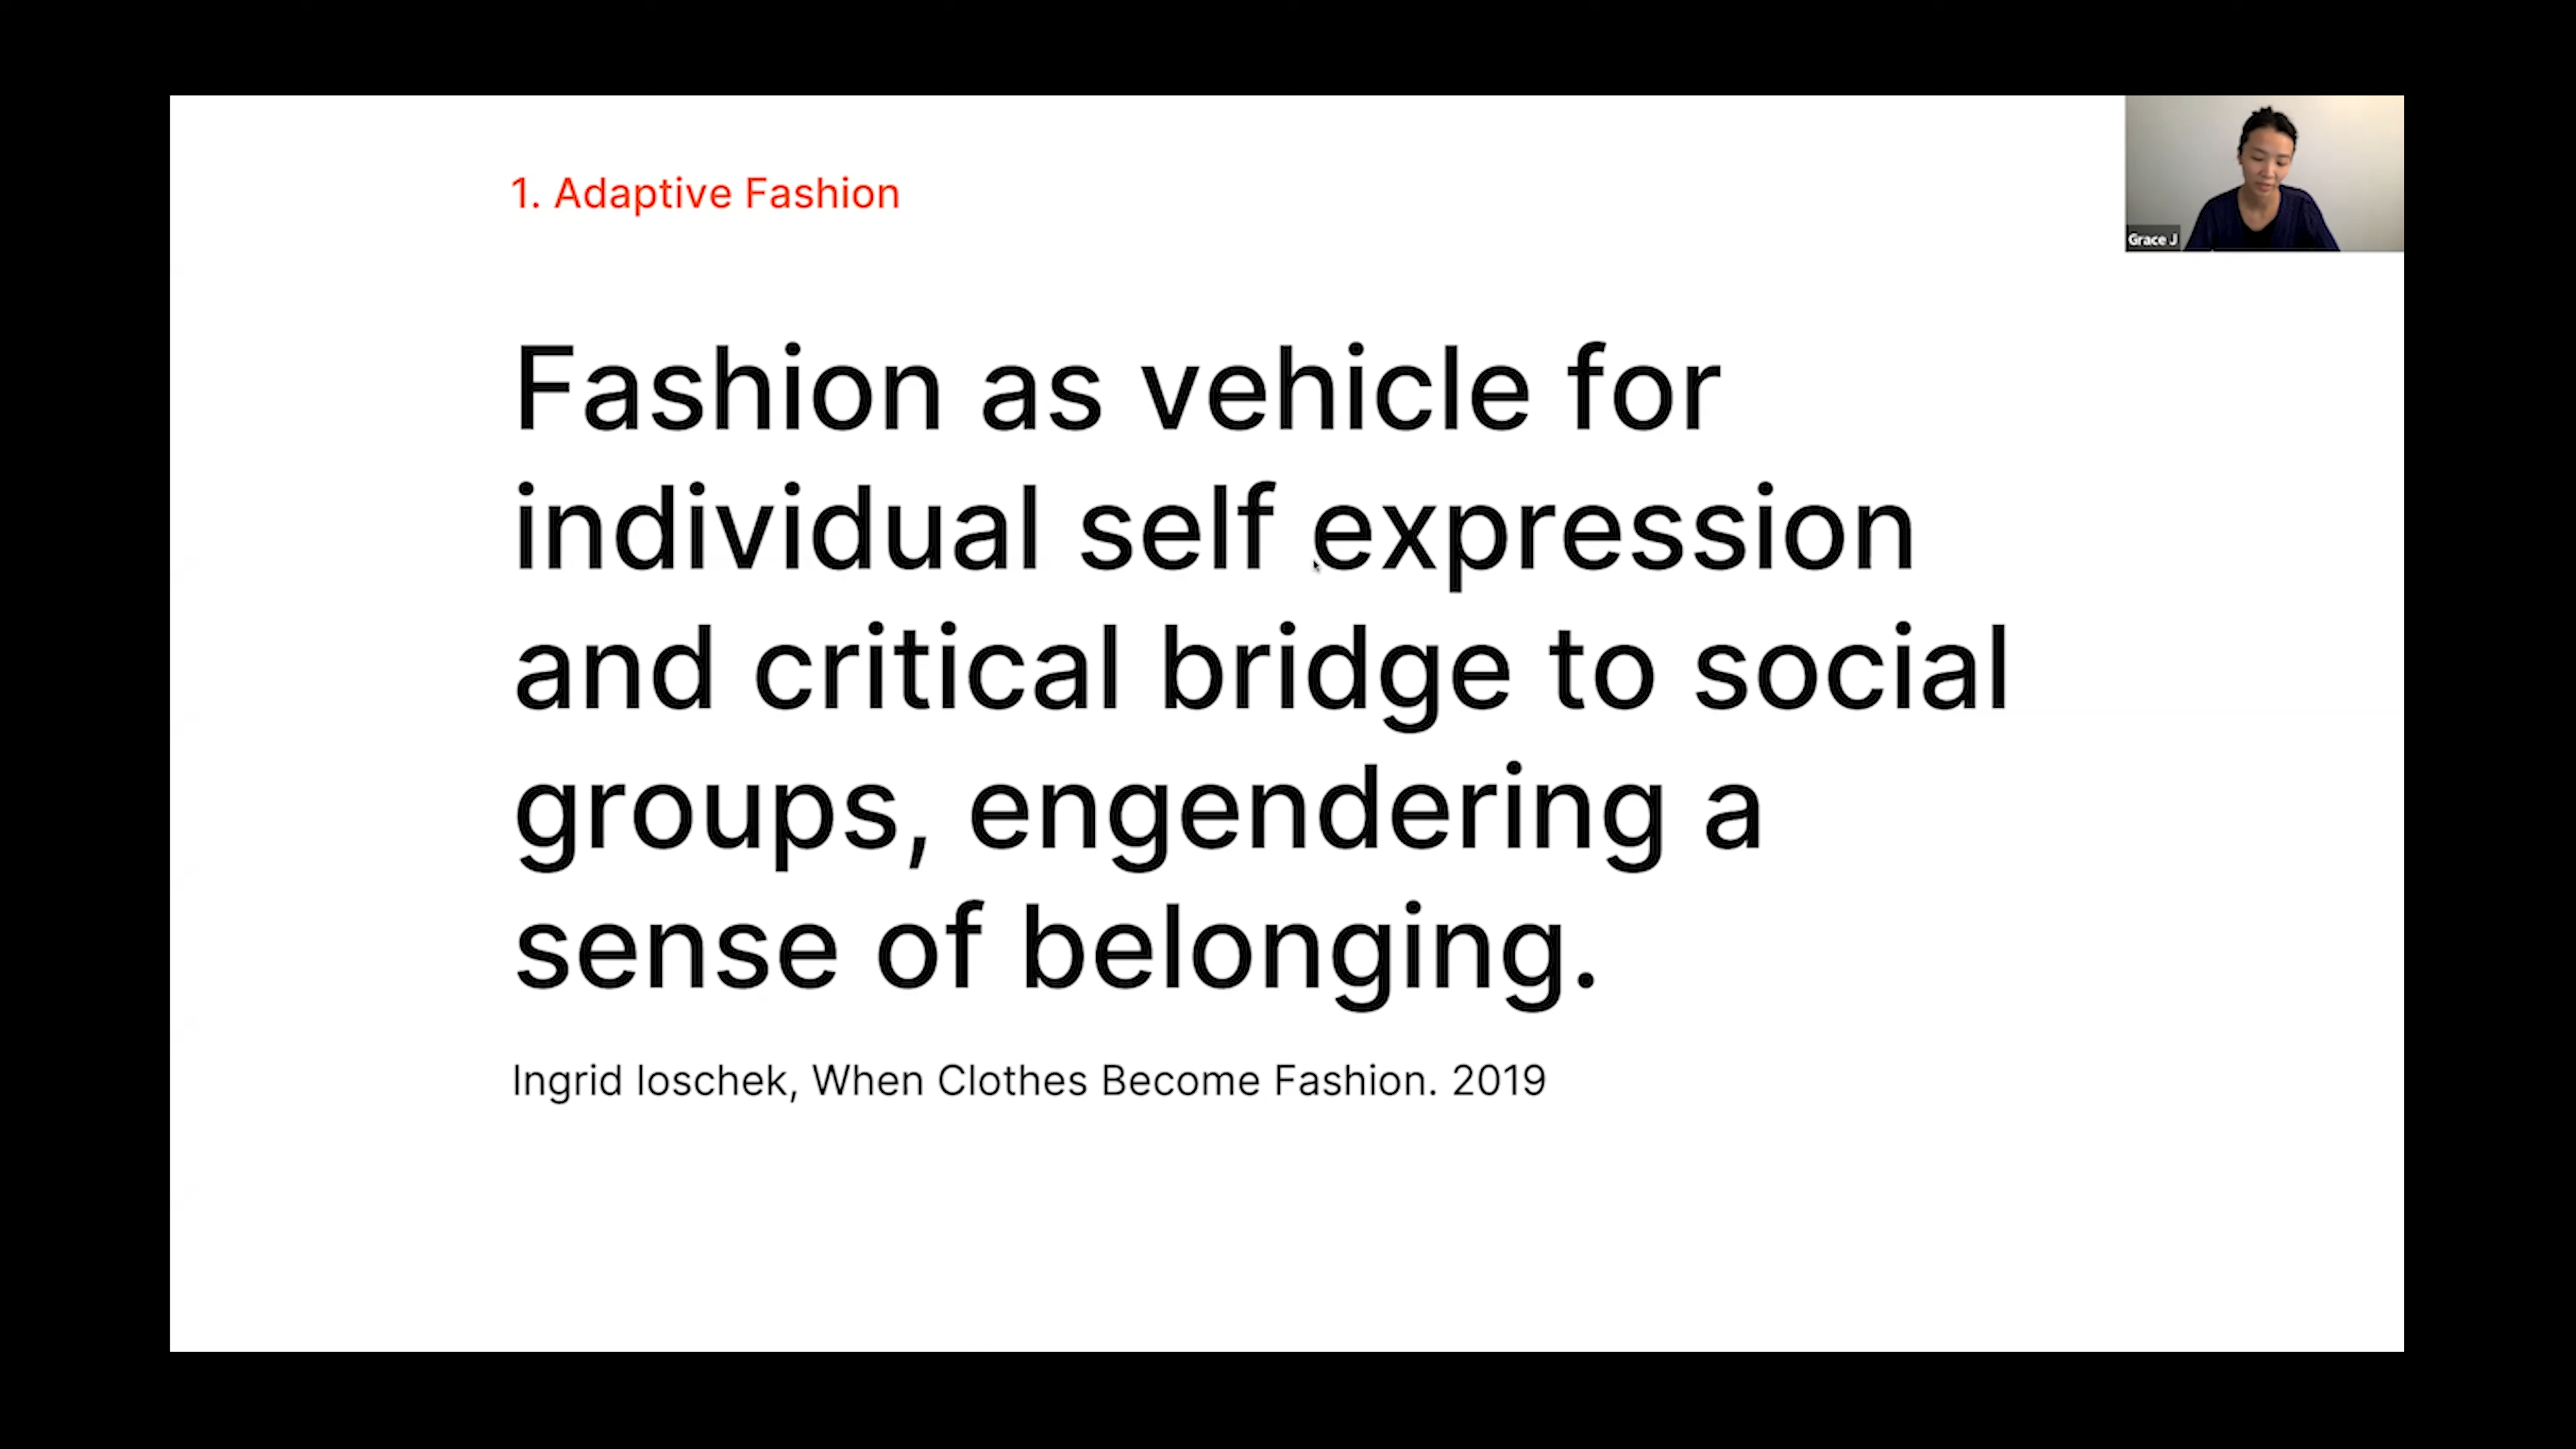 1. Adaptive Fashion
Grace J
Fashion as vehicle for
individual self expression
and critical bridge to social
groups, engendering a
sense of belonging.
Ingrid loschek, When Clothes Become Fashion. 2019